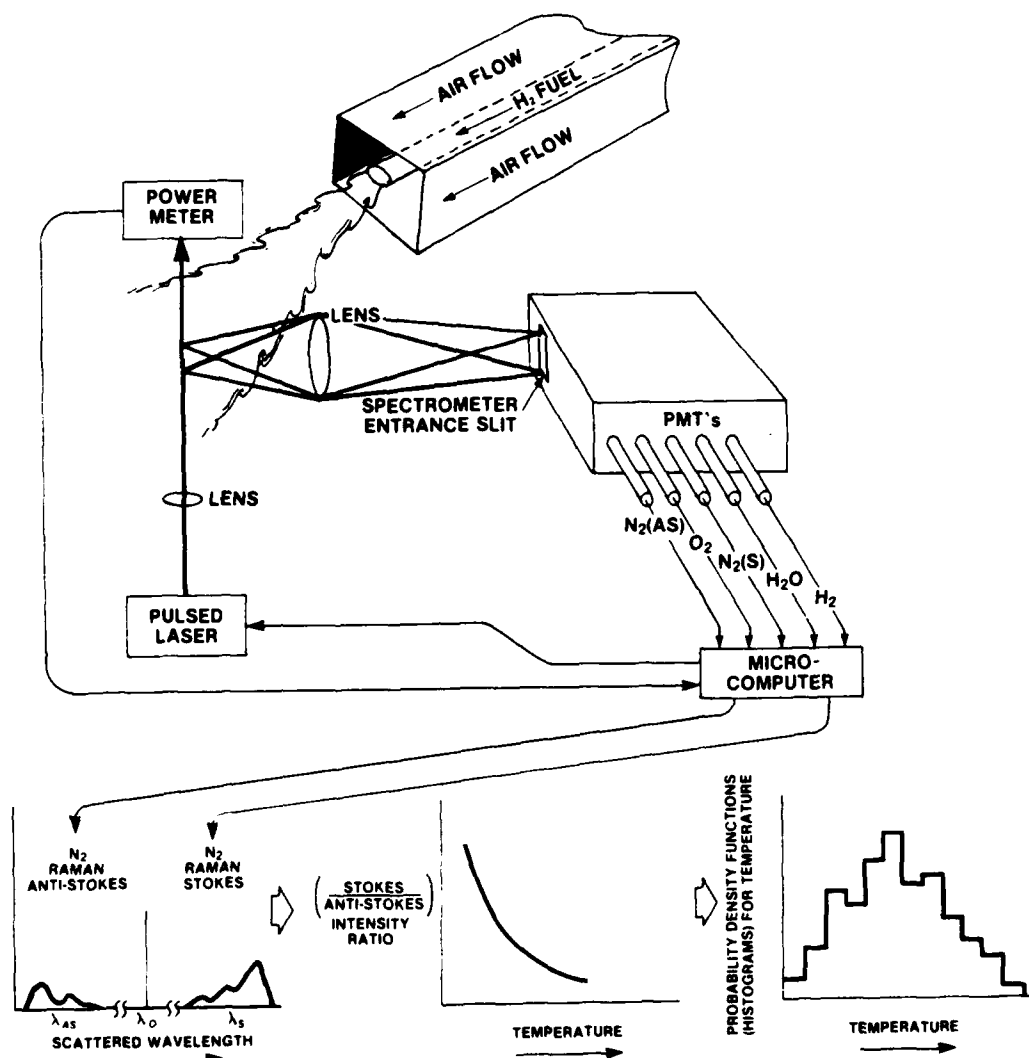 AIR FLOW
H₂ FUEL
AIR FLOW
POWER
METER
LENS
SPECTROMETER
ENTRANCE SLIT
PMT's
LENS
N₂(AS)
O₂
N₂(S)
H₂O
H₂
PULSED
LASER
MICRO-
COMPUTER
N₂
RAMAN
ANTI-STOKES
N₂
RAMAN
STOKES
λAS
λO
λS
SCATTERED WAVELENGTH
STOKES
ANTI-STOKES
INTENSITY
RATIO
TEMPERATURE
PROBABILITY DENSITY FUNCTIONS
(HISTOGRAMS) FOR TEMPERATURE
TEMPERATURE